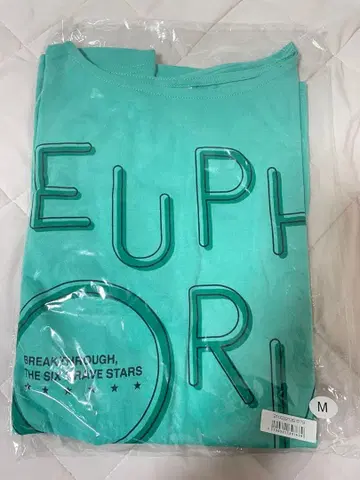 EUPH
ORI
BREAKTHROUGH,
THE SIX BRAVE STARS
M